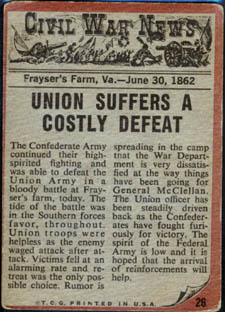 CIVIL WAR NEWS
Frayser's Farm, Va.—June 30, 1862
UNION SUFFERS A
COSTLY DEFEAT
The Confederate Army
continued their high-
spirited fighting and
was able to defeat the
Union Army in a
bloody battle at Fray-
ser's farm, today. The
tide of the battle was
in the Southern forces
favor, throughout.
Union troops were
helpless as the enemy
waged attack after at-
tack. Victims fell at an
alarming rate and re-
treat was the only pos-
sible choice. Rumor is
spreading in the camp
that the War Depart-
ment is very dissatis-
fied at the way things
have been going for
General McClellan.
The Union officer has
been steadily driven
back as the Confeder-
ates have fought furi-
ously for victory. The
spirit of the Federal
Army is low and it is
hoped that the arrival
of reinforcements will
help.
© T.C.G. PRINTED IN U.S.A.
26